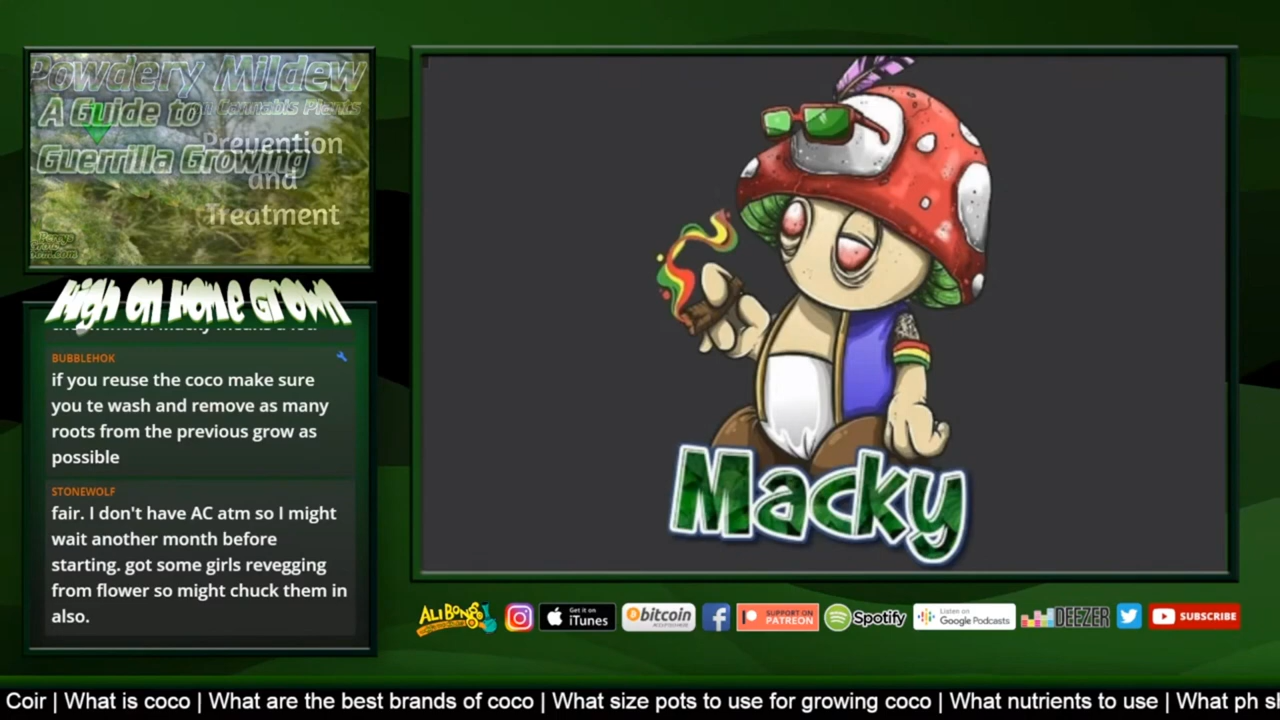 Powdery Mildew
in Cannabis Plants
A Guide to
Prevention
Guerrilla Growing
and
Treatment
High on Home Grown
BUBBLEHOK
if you reuse the coco make sure
you te wash and remove as many
roots from the previous grow as
possible
STONEWOLF
fair. I don't have AC atm so I might
wait another month before
starting. got some girls revegging
from flower so might chuck them in
also.
Macky
ALIBONGO
Get it on
iTunes
bitcoin
f
SUPPORT ON
PATREON
Spotify
Listen on
Google Podcasts
DEEZER
SUBSCRIBE
Coir | What is coco | What are the best brands of coco | What size pots to use for growing coco | What nutrients to use | What ph s